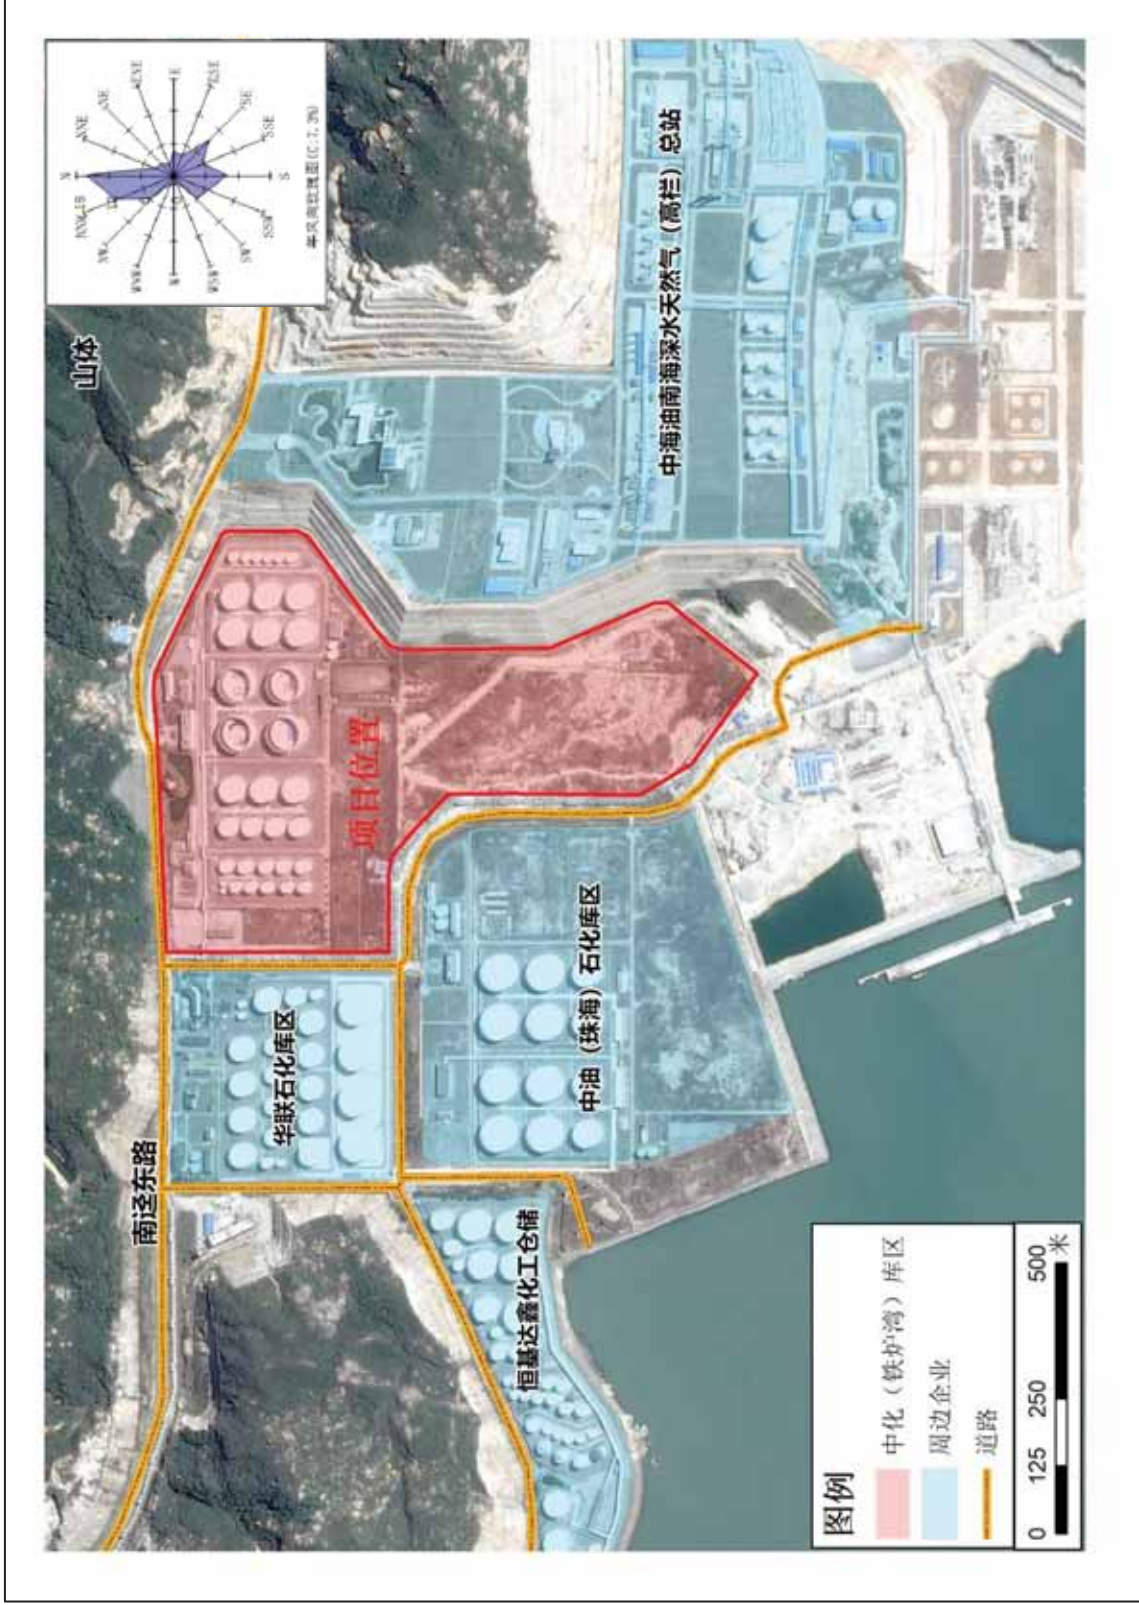 山体
N
NNE
NE
ENE
E
ESE
SE
SSE
S
SSW
SW
WSW
W
WNW
NW
南迳东路
项目位置
华联石化库区
中油（珠海）石化库区
恒基达鑫化工仓储
中海油南海深水天然气（高栏）总站
图例
中化（铁炉湾）库区
周边企业
道路
0 125 250 500
米